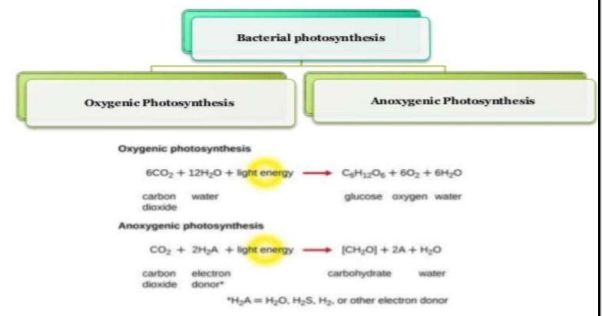 Bacterial photosynthesis
Oxygenic Photosynthesis
Anoxygenic Photosynthesis
Oxygenic photosynthesis
6CO₂ + 12H₂O + light energy ⟶ C₆H₁₂O₆ + 6O₂ + 6H₂O
carbon dioxide water glucose oxygen water
Anoxygenic photosynthesis
CO₂ + 2H₂A + light energy ⟶ [CH₂O] + 2A + H₂O
carbon dioxide electron donor* carbohydrate water
*H₂A = H₂O, H₂S, H₂, or other electron donor